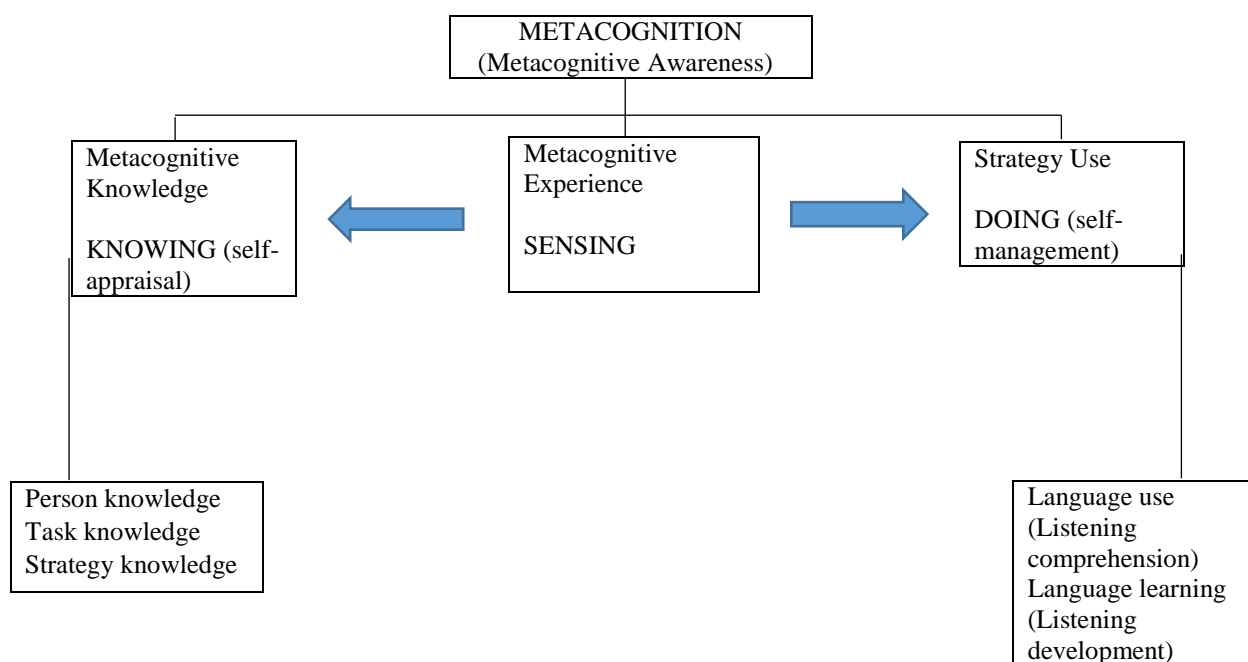 METACOGNITION
(Metacognitive Awareness)
Metacognitive
Knowledge
KNOWING (self-
appraisal)
Metacognitive
Experience
SENSING
Strategy Use
DOING (self-
management)
Person knowledge
Task knowledge
Strategy knowledge
Language use
(Listening
comprehension)
Language learning
(Listening
development)